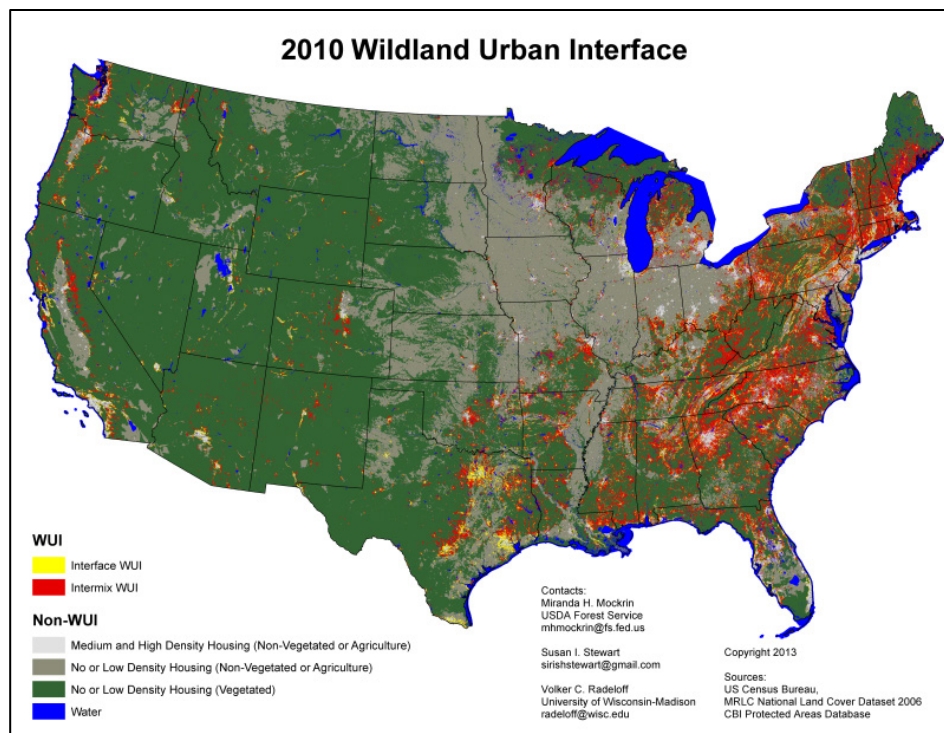 2010 Wildland Urban Interface
WUI
Interface WUI
Intermix WUI
Non-WUI
Medium and High Density Housing (Non-Vegetated or Agriculture)
No or Low Density Housing (Non-Vegetated or Agriculture)
No or Low Density Housing (Vegetated)
Water
Contacts:
Miranda H. Mockrin
USDA Forest Service
mhmockrin@fs.fed.us
Susan I. Stewart
sirishstewart@gmail.com
Volker C. Radeloff
University of Wisconsin-Madison
radeloff@wisc.edu
Copyright 2013
Sources:
US Census Bureau,
MRLC National Land Cover Dataset 2006
CBI Protected Areas Database